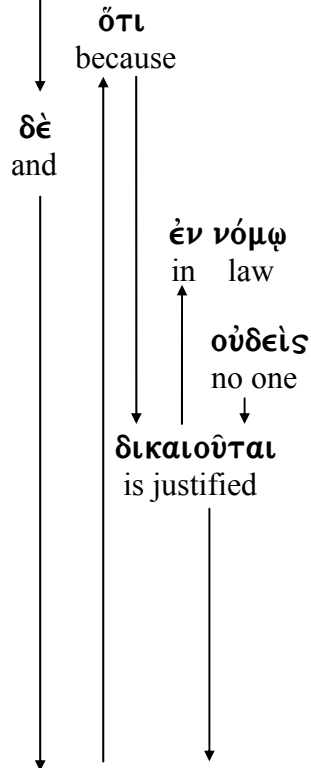 ὅτι
because
δὲ
and
ἐν νόμῳ
in law
οὐδεὶς
no one
δικαιοῦται
is justified